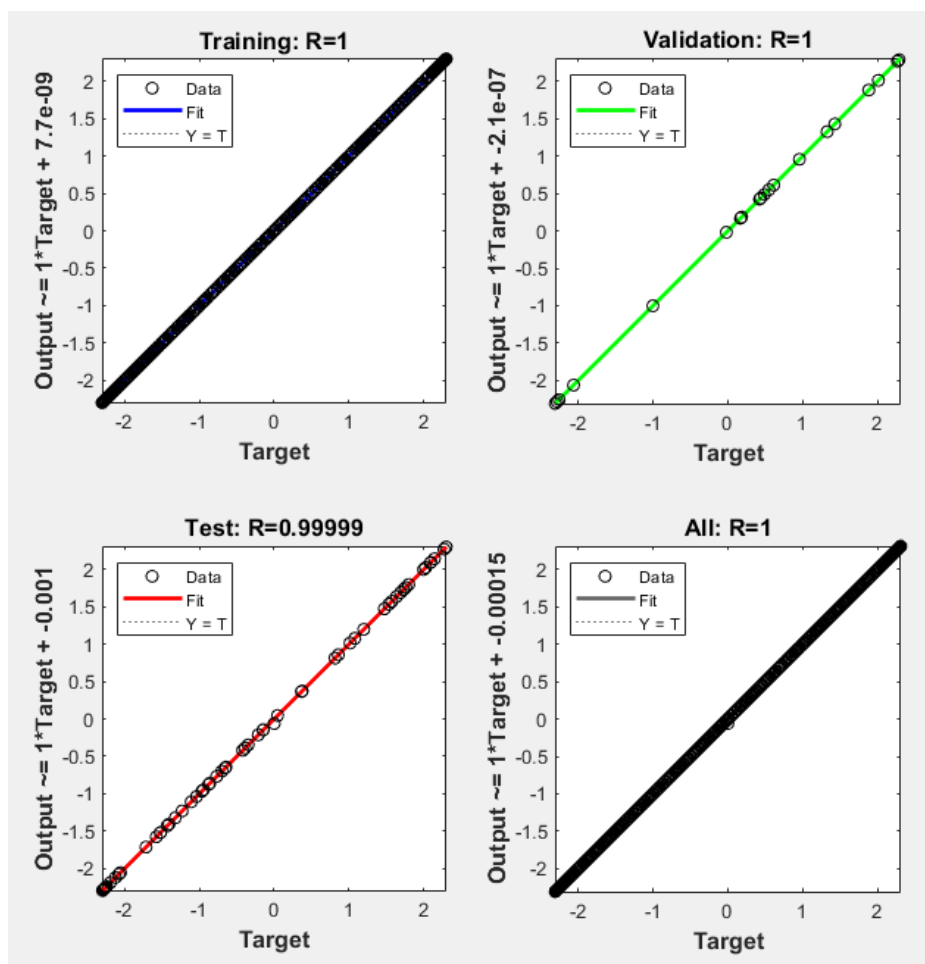 Training: R=1
Output ~= 1*Target + 7.7e-09
Data
Fit
Y = T
2
1.5
1
0.5
0
-0.5
-1
-1.5
-2
-2 -1 0 1 2
Target
Validation: R=1
Output ~= 1*Target + -2.1e-07
Data
Fit
Y = T
2
1.5
1
0.5
0
-0.5
-1
-1.5
-2
-2 -1 0 1 2
Target
Test: R=0.99999
Output ~= 1*Target + -0.001
Data
Fit
Y = T
2
1.5
1
0.5
0
-0.5
-1
-1.5
-2
-2 -1 0 1 2
Target
All: R=1
Output ~= 1*Target + -0.00015
Data
Fit
Y = T
2
1.5
1
0.5
0
-0.5
-1
-1.5
-2
-2 -1 0 1 2
Target